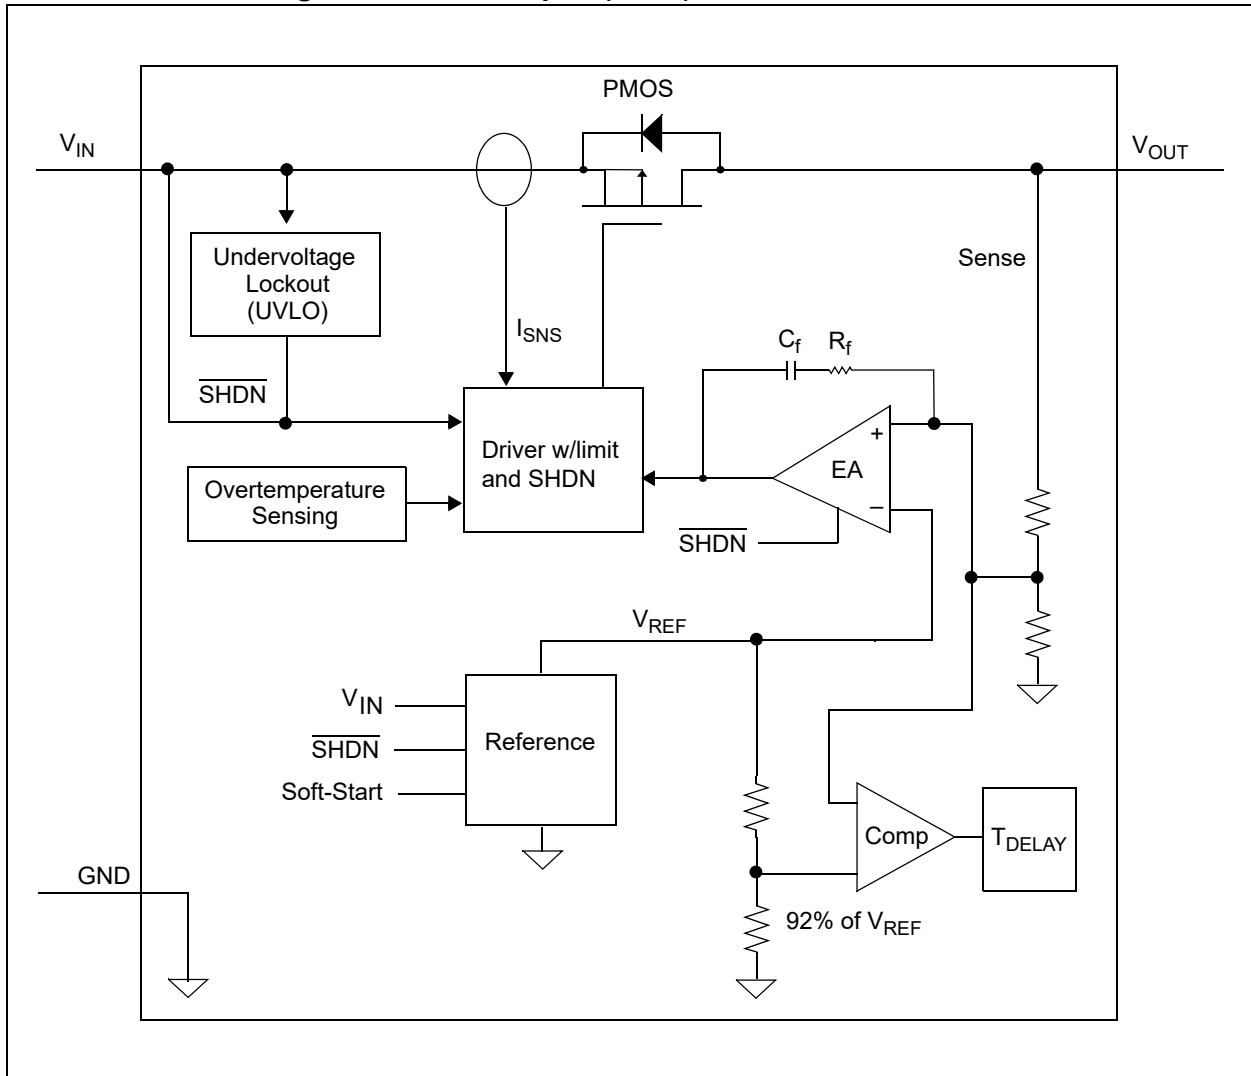 PMOS
V_IN
V_OUT
Undervoltage
Lockout
(UVLO)
Sense
I_SNS
C_f
R_f
SHDN
Driver w/limit
and SHDN
+
EA
−
Overtemperature
Sensing
SHDN
V_REF
V_IN
SHDN
Soft-Start
Reference
Comp
T_DELAY
GND
92% of V_REF